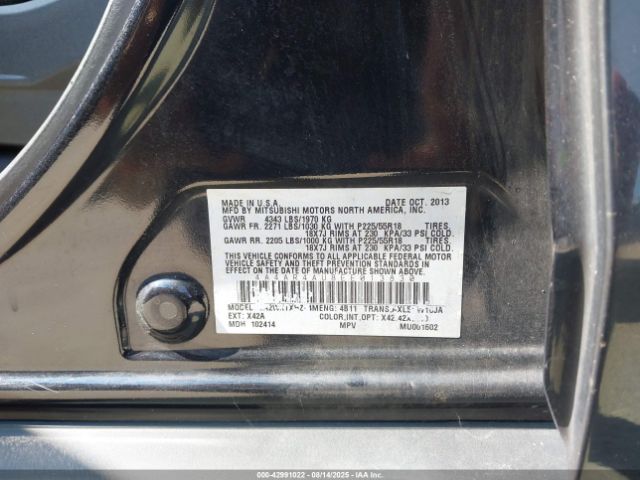 MADE IN U.S.A. DATE OCT. 2013
MFD BY MITSUBISHI MOTORS NORTH AMERICA, INC.
GVWR 4343 LBS/1970 KG
GAWR FR. 2271 LBS/1030 KG WITH P225/55R18 TIRES,
18X7J RIMS AT 230 KPA/33 PSI COLD.
GAWR RR. 2205 LBS/1000 KG WITH P225/55R18 TIRES,
18X7J RIMS AT 230 KPA/33 PSI COLD.
THIS VEHICLE CONFORMS TO ALL APPLICABLE FEDERAL MOTOR
VEHICLE SAFETY AND THEFT PREVENTION STANDARDS IN
EFFECT ON THE DATE OF MANUFACTURE SHOWN ABOVE.
MODEL ENG: 4B11
EXT: X42A COLOR,INT,OPT:
MDH 102414 MPV
00-42991022 - 08/14/2025 - IAAI.COM